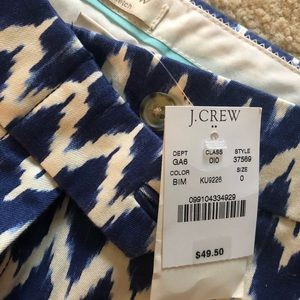 J.CREW
DEPT CLASS STYLE
GA6 010 37569
COLOR SIZE
BIM KU9226 0
099104334929
$49.50